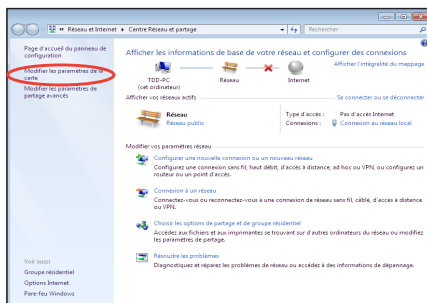 Réseau et Internet ▸ Centre Réseau et partage
Rechercher
Page d'accueil du panneau de configuration
Modifier les paramètres de la carte
Modifier les paramètres de partage avancés
Afficher les informations de base de votre réseau et configurer des connexions
Afficher l'intégralité du mappage
TDD-PC
(cet ordinateur)
Réseau
Internet
Afficher vos réseaux actifs
Se connecter ou se déconnecter
Réseau
Réseau public
Type d'accès : Pas d'accès Internet
Connexions : Connexion au réseau local
Modifier vos paramètres réseau
Configurer une nouvelle connexion ou un nouveau réseau
Configurez une connexion sans fil, haut débit, d'accès à distance, ad hoc ou VPN, ou configurez un
routeur ou un point d'accès.
Connexion à un réseau
Connectez-vous ou reconnectez-vous à une connexion de réseau sans fil, câblé, d'accès à distance
ou VPN.
Choisir les options de partage et de groupe résidentiel
Accédez aux fichiers et aux imprimantes se trouvant sur d'autres ordinateurs du réseau ou modifiez
les paramètres de partage.
Résoudre les problèmes
Diagnostiquez et réparez les problèmes de réseau ou accédez à des informations de dépannage.
Voir aussi
Groupe résidentiel
Options Internet
Pare-feu Windows